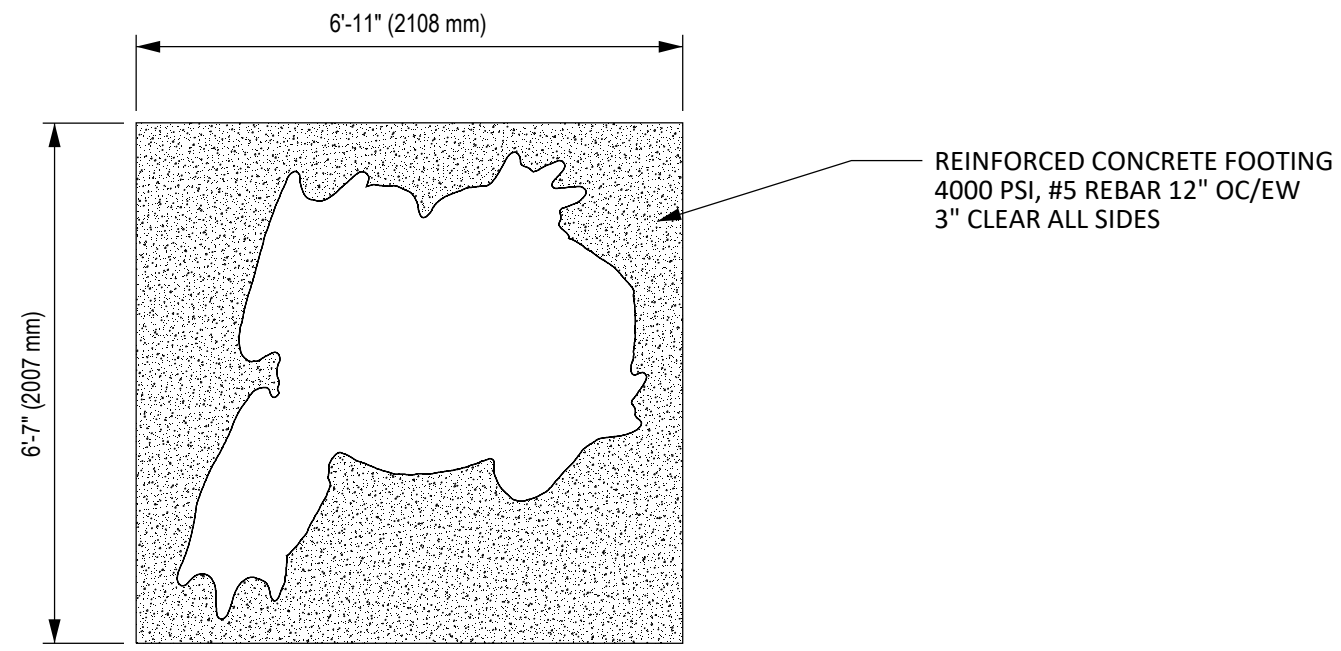 6'-11" (2108 mm)
REINFORCED CONCRETE FOOTING
4000 PSI, #5 REBAR 12" OC/EW
3" CLEAR ALL SIDES
6'-7" (2007 mm)